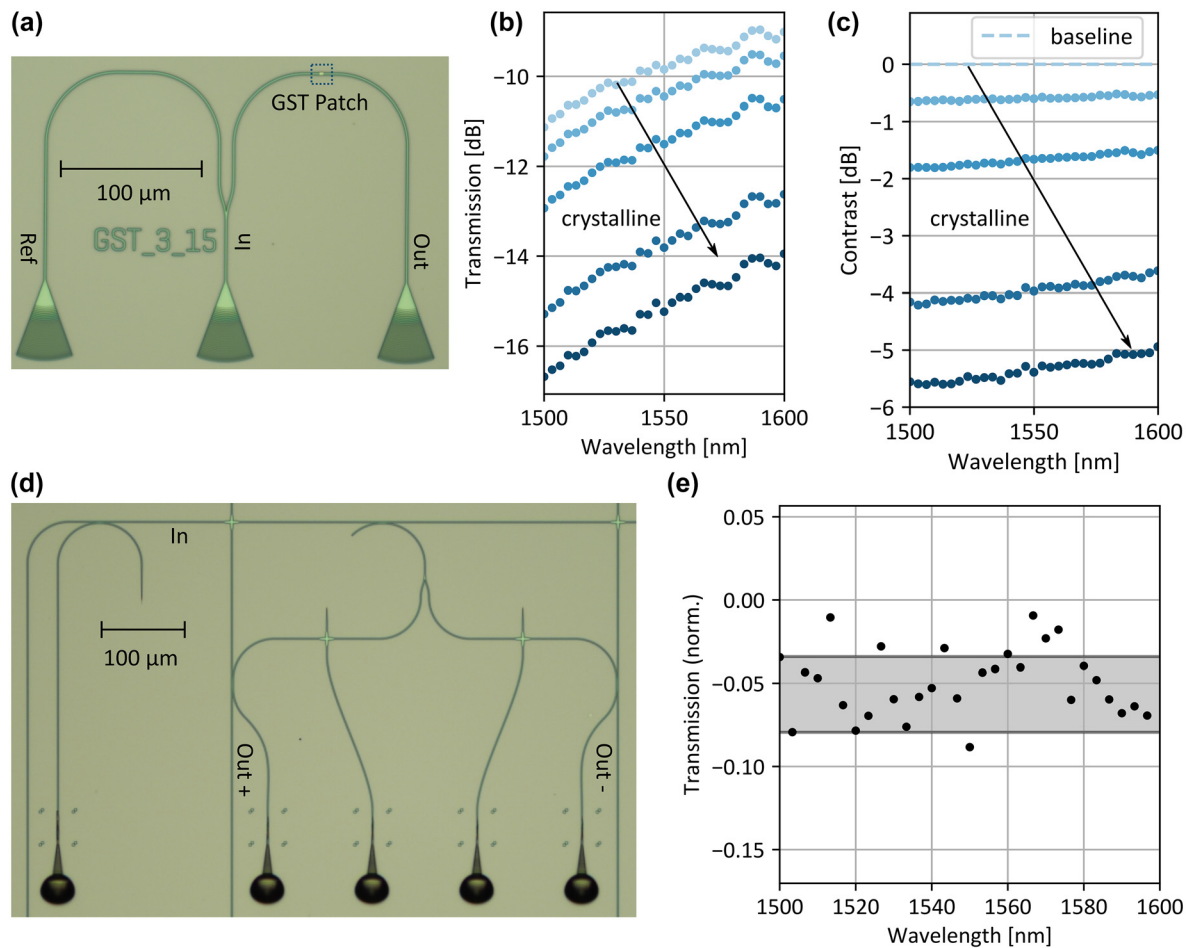 (a)
GST Patch
100 μm
GST_3_15
Ref
In
Out
(b)
−10
−12
−14
−16
Transmission [dB]
crystalline
1500
1550
1600
Wavelength [nm]
(c)
baseline
0
−1
−2
−3
−4
−5
−6
Contrast [dB]
crystalline
1500
1550
1600
Wavelength [nm]
(d)
In
100 μm
Out +
Out -
(e)
0.05
0.00
−0.05
−0.10
−0.15
Transmission (norm.)
1500
1520
1540
1560
1580
1600
Wavelength [nm]